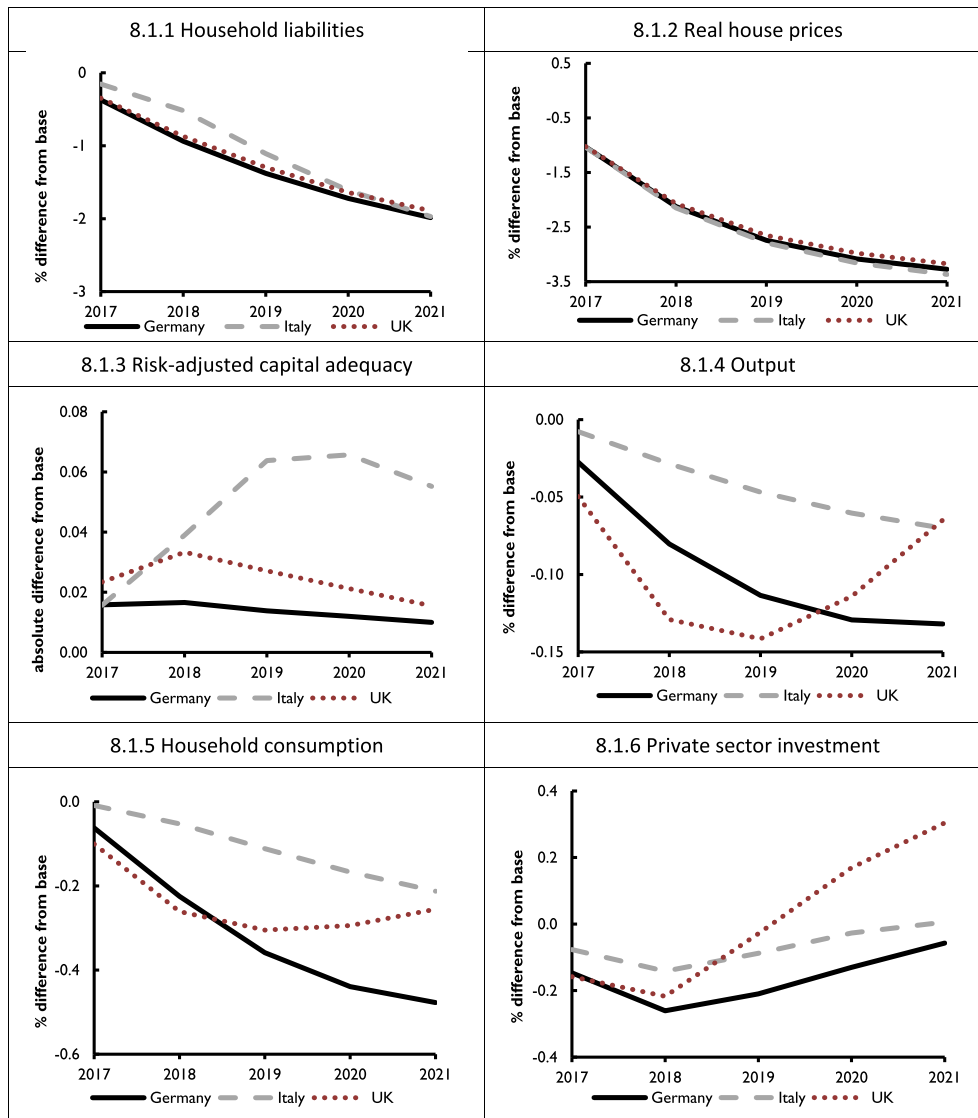 8.1.1 Household liabilities
8.1.2 Real house prices
% difference from base
0
-1
-2
-3
2017 2018 2019 2020 2021
Germany Italy UK
% difference from base
0.5
-0.5
-1.5
-2.5
-3.5
2017 2018 2019 2020 2021
Germany Italy UK
8.1.3 Risk-adjusted capital adequacy
8.1.4 Output
absolute difference from base
0.08
0.06
0.04
0.02
0.00
2017 2018 2019 2020 2021
Germany Italy UK
% difference from base
0.00
-0.05
-0.10
-0.15
2017 2018 2019 2020 2021
Germany Italy UK
8.1.5 Household consumption
8.1.6 Private sector investment
% difference from base
0.0
-0.2
-0.4
-0.6
2017 2018 2019 2020 2021
Germany Italy UK
% difference from base
0.4
0.2
0.0
-0.2
-0.4
2017 2018 2019 2020 2021
Germany Italy UK